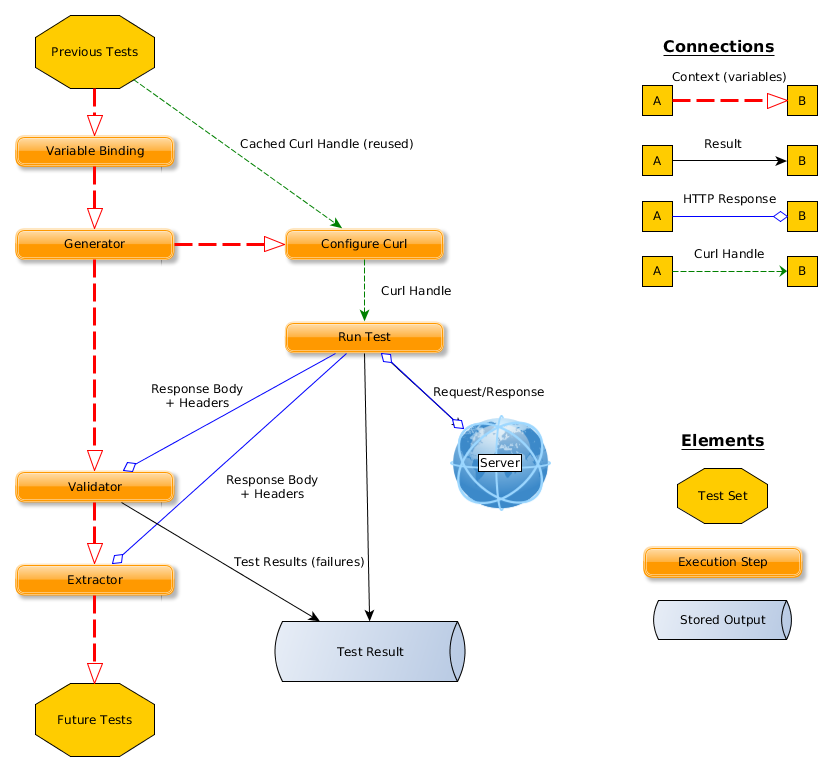 Previous Tests
Cached Curl Handle (reused)
Variable Binding
Generator
Configure Curl
Curl Handle
Run Test
Response Body
+ Headers
Request/Response
Server
Response Body
+ Headers
Validator
Test Results (failures)
Extractor
Test Result
Future Tests
Connections
Context (variables)
A
B
Result
A
B
HTTP Response
A
B
Curl Handle
A
B
Elements
Test Set
Execution Step
Stored Output